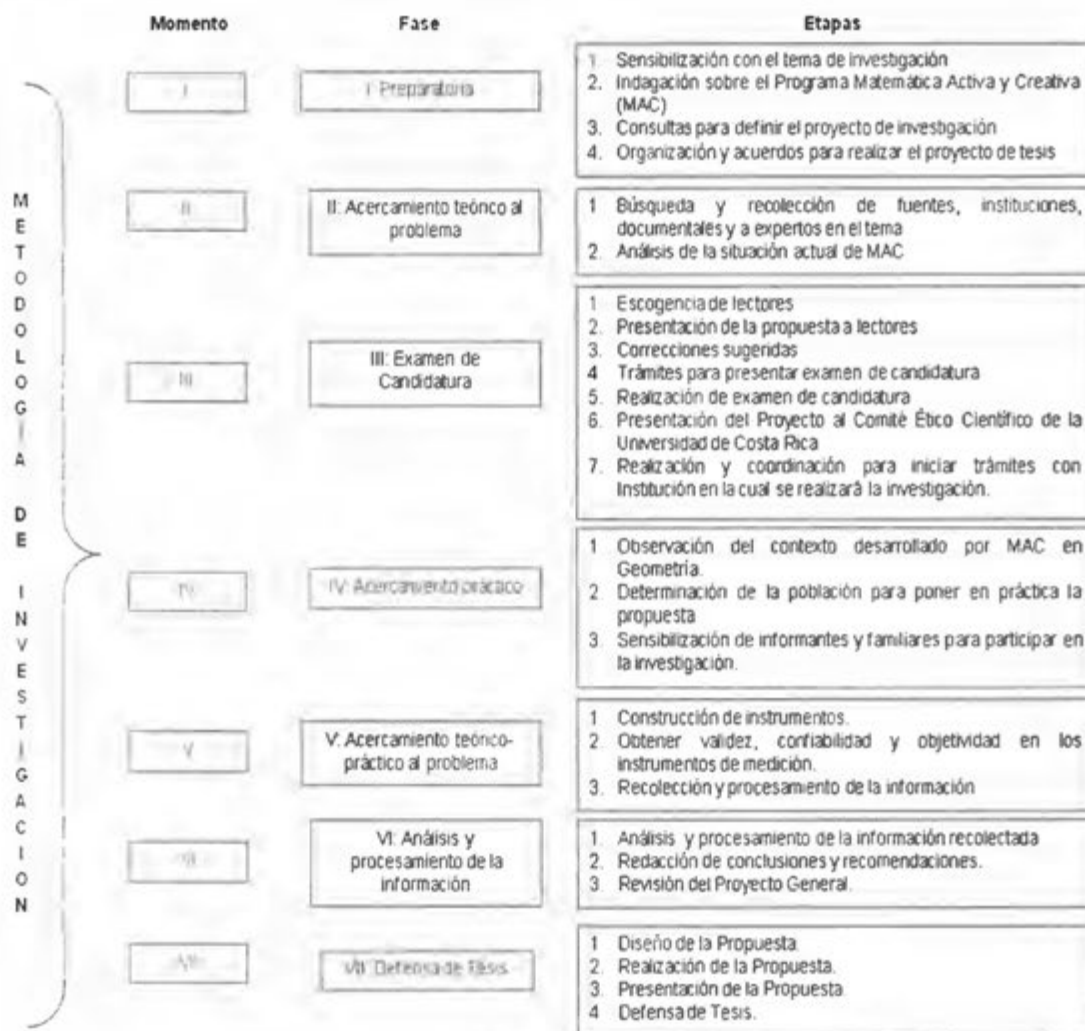 Momento Fase Etapas
METODOLOGÍA DE INVESTIGACION
I
I Preparatoria
1 Sensibilización con el tema de investigación
2. Indagación sobre el Programa Matemática Activa y Creativa
(MAC)
3. Consultas para definir el proyecto de investigación
4. Organización y acuerdos para realizar el proyecto de tesis
II
II: Acercamiento teórico al
problema
1 Búsqueda y recolección de fuentes, instituciones,
documentales y a expertos en el tema
2. Análisis de la situación actual de MAC
III
III: Examen de
Candidatura
1 Escogencia de lectores
2. Presentación de la propuesta a lectores
3. Correcciones sugeridas
4 Trámites para presentar examen de candidatura
5. Realización de examen de candidatura
6. Presentación del Proyecto al Comité Ético Científico de la
Universidad de Costa Rica
7. Realización y coordinación para iniciar trámites con
Institución en la cual se realizará la investigación.
IV
IV: Acercamiento práctico
1 Observación del contexto desarrollado por MAC en
Geometría.
2. Determinación de la población para poner en práctica la
propuesta
3. Sensibilización de informantes y familiares para participar en
la investigación.
V
V: Acercamiento teórico-
práctico al problema
1 Construcción de instrumentos.
2. Obtener validez, confiabilidad y objetividad en los
instrumentos de medición.
3. Recolección y procesamiento de la información
VI
VI: Análisis y
procesamiento de la
información
1. Análisis y procesamiento de la información recolectada
2. Redacción de conclusiones y recomendaciones.
3. Revisión del Proyecto General.
VII
VII: Defensa de Tesis
1 Diseño de la Propuesta.
2. Realización de la Propuesta.
3. Presentación de la Propuesta
4 Defensa de Tesis.